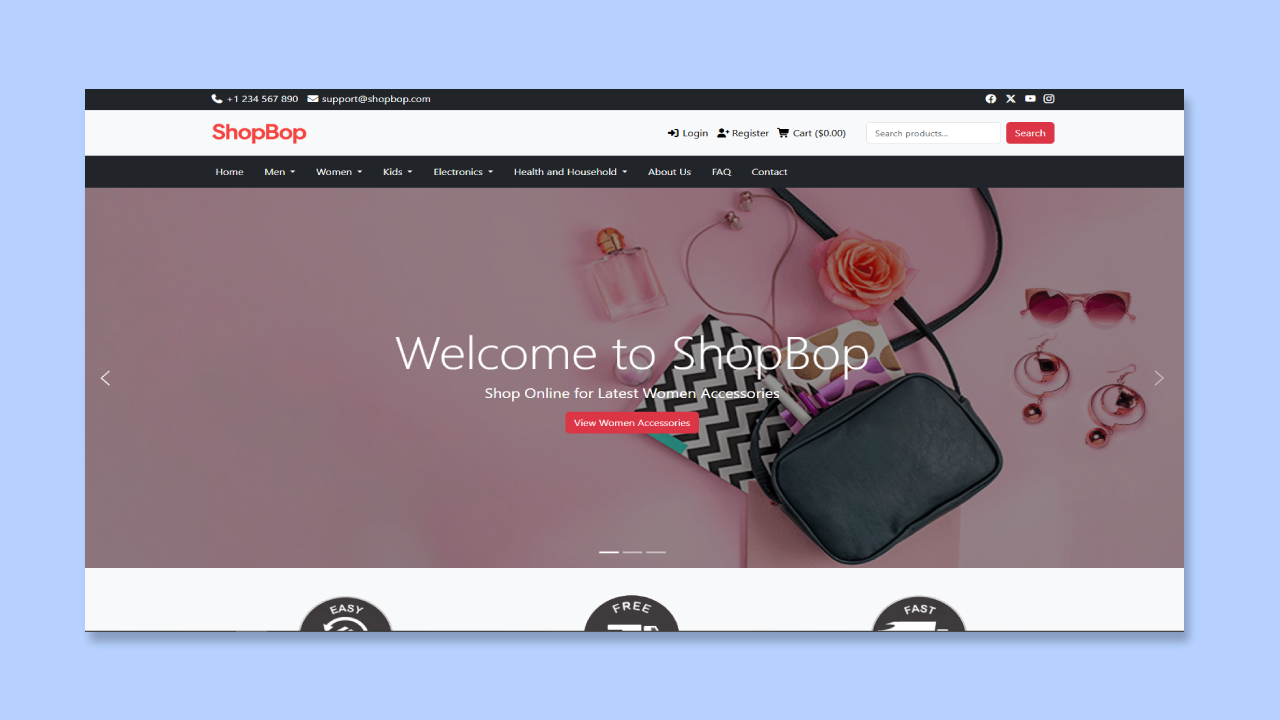 +1 234 567 890 support@shopbop.com
ShopBop
Login Register Cart ($0.00) Search products... Search
Home Men Women Kids Electronics Health and Household About Us FAQ Contact
Welcome to ShopBop
Shop Online for Latest Women Accessories
View Women Accessories
EASY FREE FAST